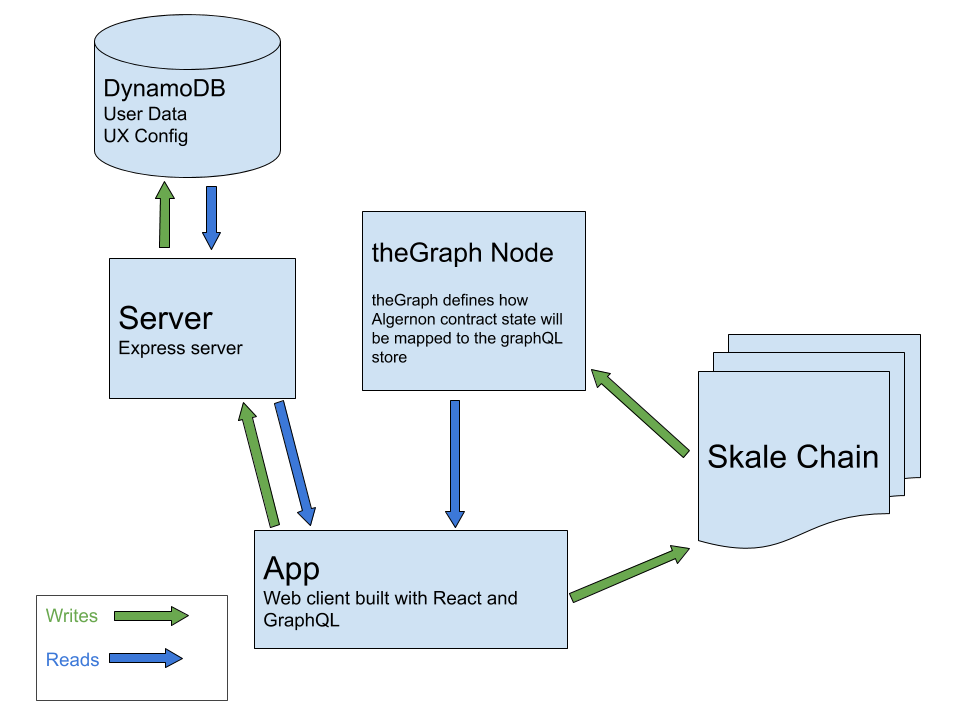 DynamoDB
User Data
UX Config
Server
Express server
theGraph Node
theGraph defines how
Algernon contract state will
be mapped to the graphQL
store
Skale Chain
App
Web client built with React and
GraphQL
Writes
Reads